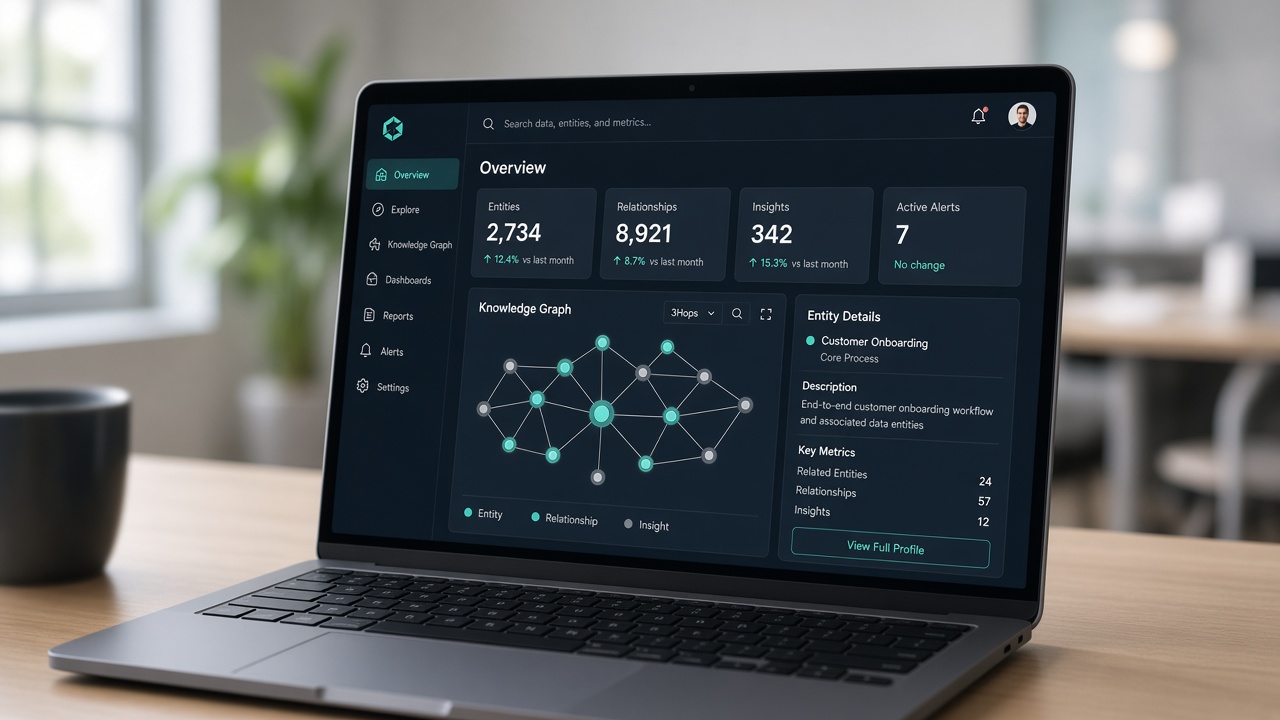 Search data, entities, and metrics...
Overview
Explore
Knowledge Graph
Dashboards
Reports
Alerts
Settings
Overview
Entities
2,734
↑ 12.4% vs last month
Relationships
8,921
↑ 8.7% vs last month
Insights
342
↑ 15.3% vs last month
Active Alerts
7
No change
Knowledge Graph
3Hops
Entity
Relationship
Insight
Entity Details
Customer Onboarding
Core Process
Description
End-to-end customer onboarding workflow
and associated data entities
Key Metrics
Related Entities 24
Relationships 57
Insights 12
View Full Profile